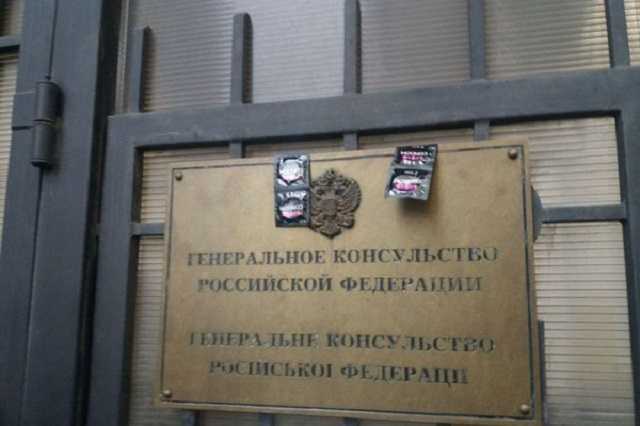 ГЕНЕРАЛЬНОЕ КОНСУЛЬСТВО
РОССИЙСКОЙ ФЕДЕРАЦИИ
ГЕНЕРАЛЬНЕ КОНСУЛЬСТВО
РОСІЙСЬКОЇ ФЕДЕРАЦІЇ